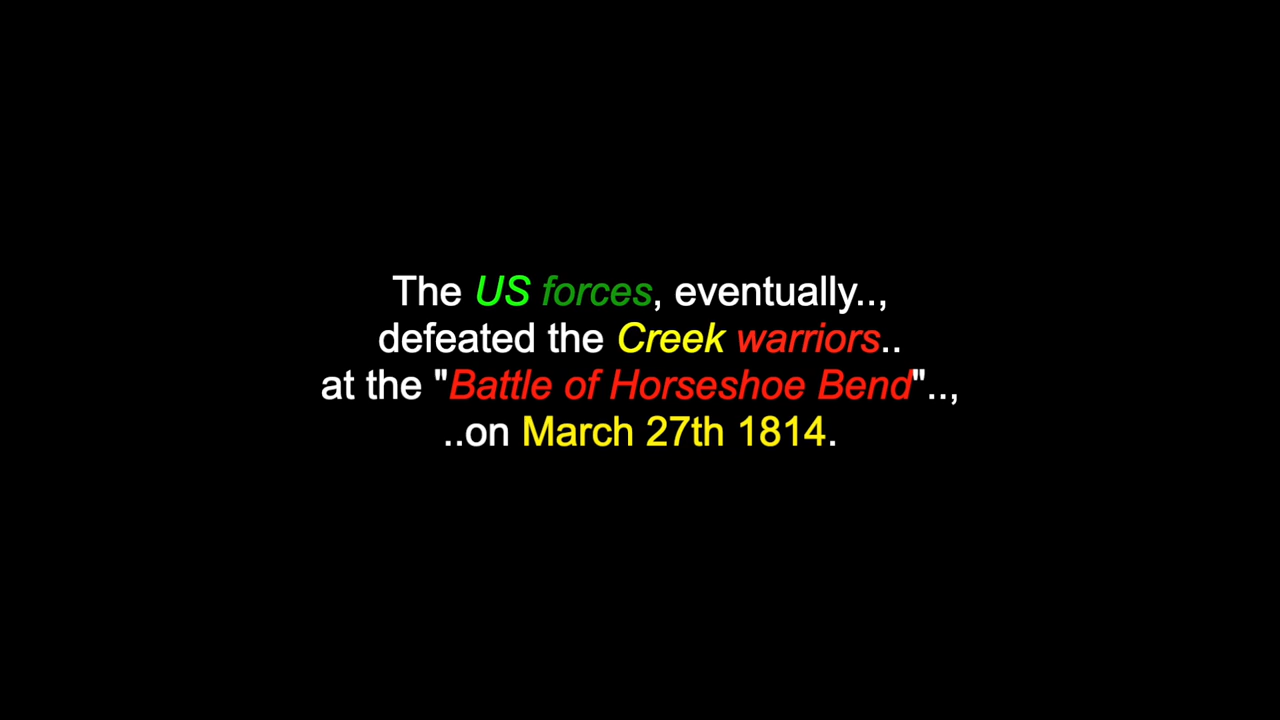 The US forces, eventually..,
defeated the Creek warriors..
at the "Battle of Horseshoe Bend"..,
..on March 27th 1814.